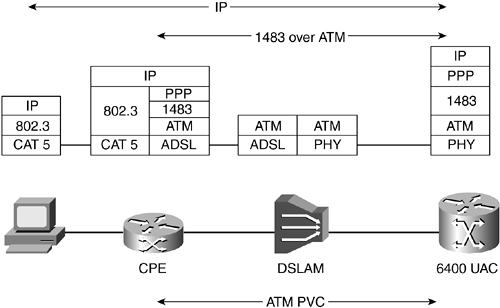 IP
1483 over ATM
IP
802.3
CAT 5
IP
802.3
PPP
1483
ATM
CAT 5
ADSL
ATM
ATM
ADSL
PHY
IP
PPP
1483
ATM
PHY
CPE
DSLAM
6400 UAC
ATM PVC